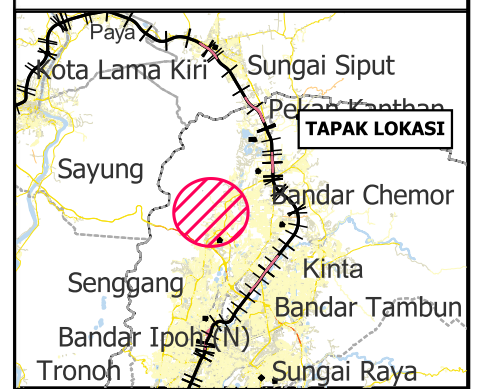 Paya
Kota Lama Kiri
Sungai Siput
Pekan Kanthan
TAPAK LOKASI
Sayung
Bandar Chemor
Kinta
Senggang
Bandar Tambun
Bandar Ipoh (N)
Tronoh
Sungai Raya